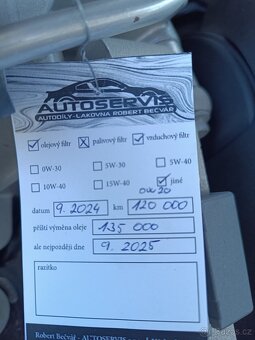 AUTOSERVIS
AUTODÍLY-LAKOVNA ROBERT BEČVÁŘ
olejový filtr palivový filtr vzduchový filtr
0W-30 5W-30 5W-40
10W-40 15W-40 jiné
0W20
datum 9.2024 km 120 000
příští výměna oleje 135 000
ale nejpozději dne 9.2025
razítko
Robert Bečvář - AUTOSERVIS